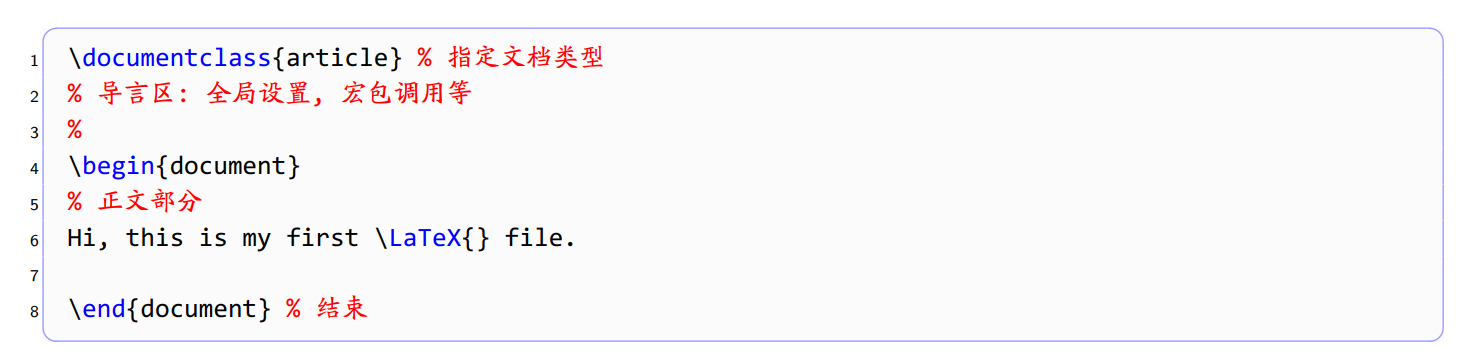 1 \documentclass{article} % 指定文档类型
2 % 导言区: 全局设置, 宏包调用等
3 %
4 \begin{document}
5 % 正文部分
6 Hi, this is my first \LaTeX{} file.
7
8 \end{document} % 结束